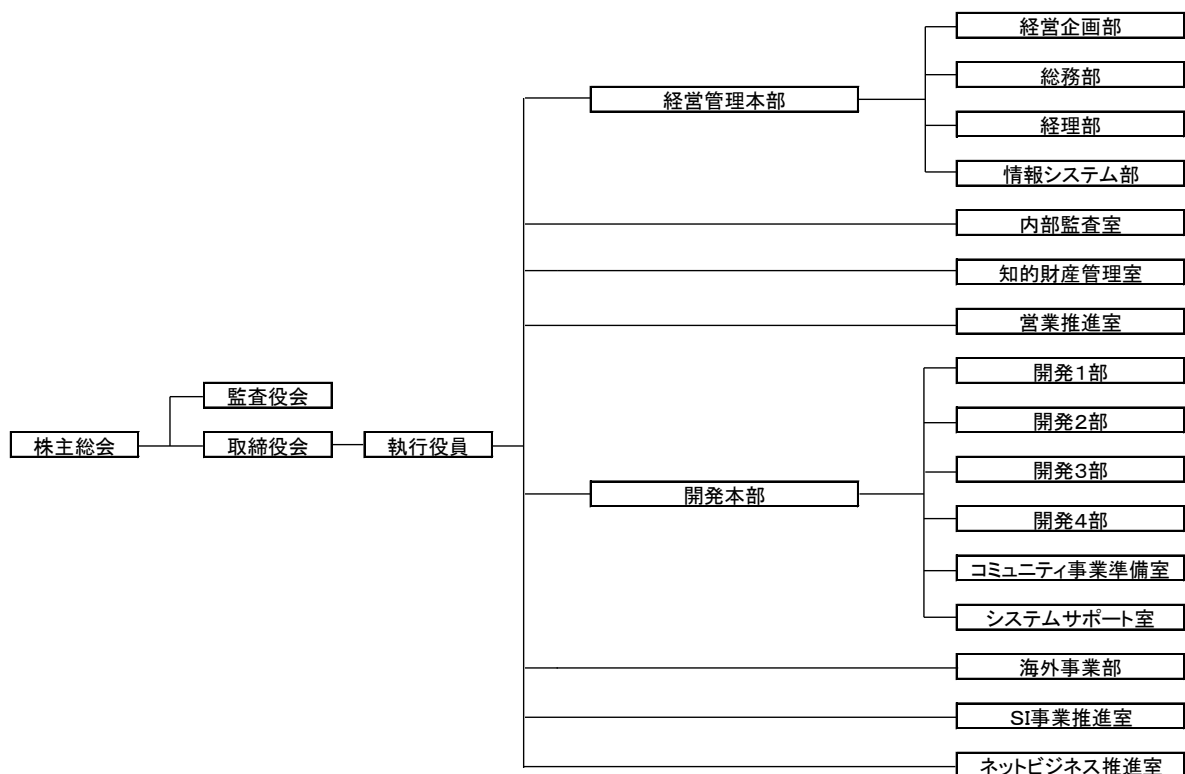 経営企画部
総務部
経営管理本部
経理部
情報システム部
内部監査室
知的財産管理室
営業推進室
開発1部
監査役会
開発2部
株主総会
取締役会
執行役員
開発3部
開発本部
開発4部
コミュニティ事業準備室
システムサポート室
海外事業部
SI事業推進室
ネットビジネス推進室